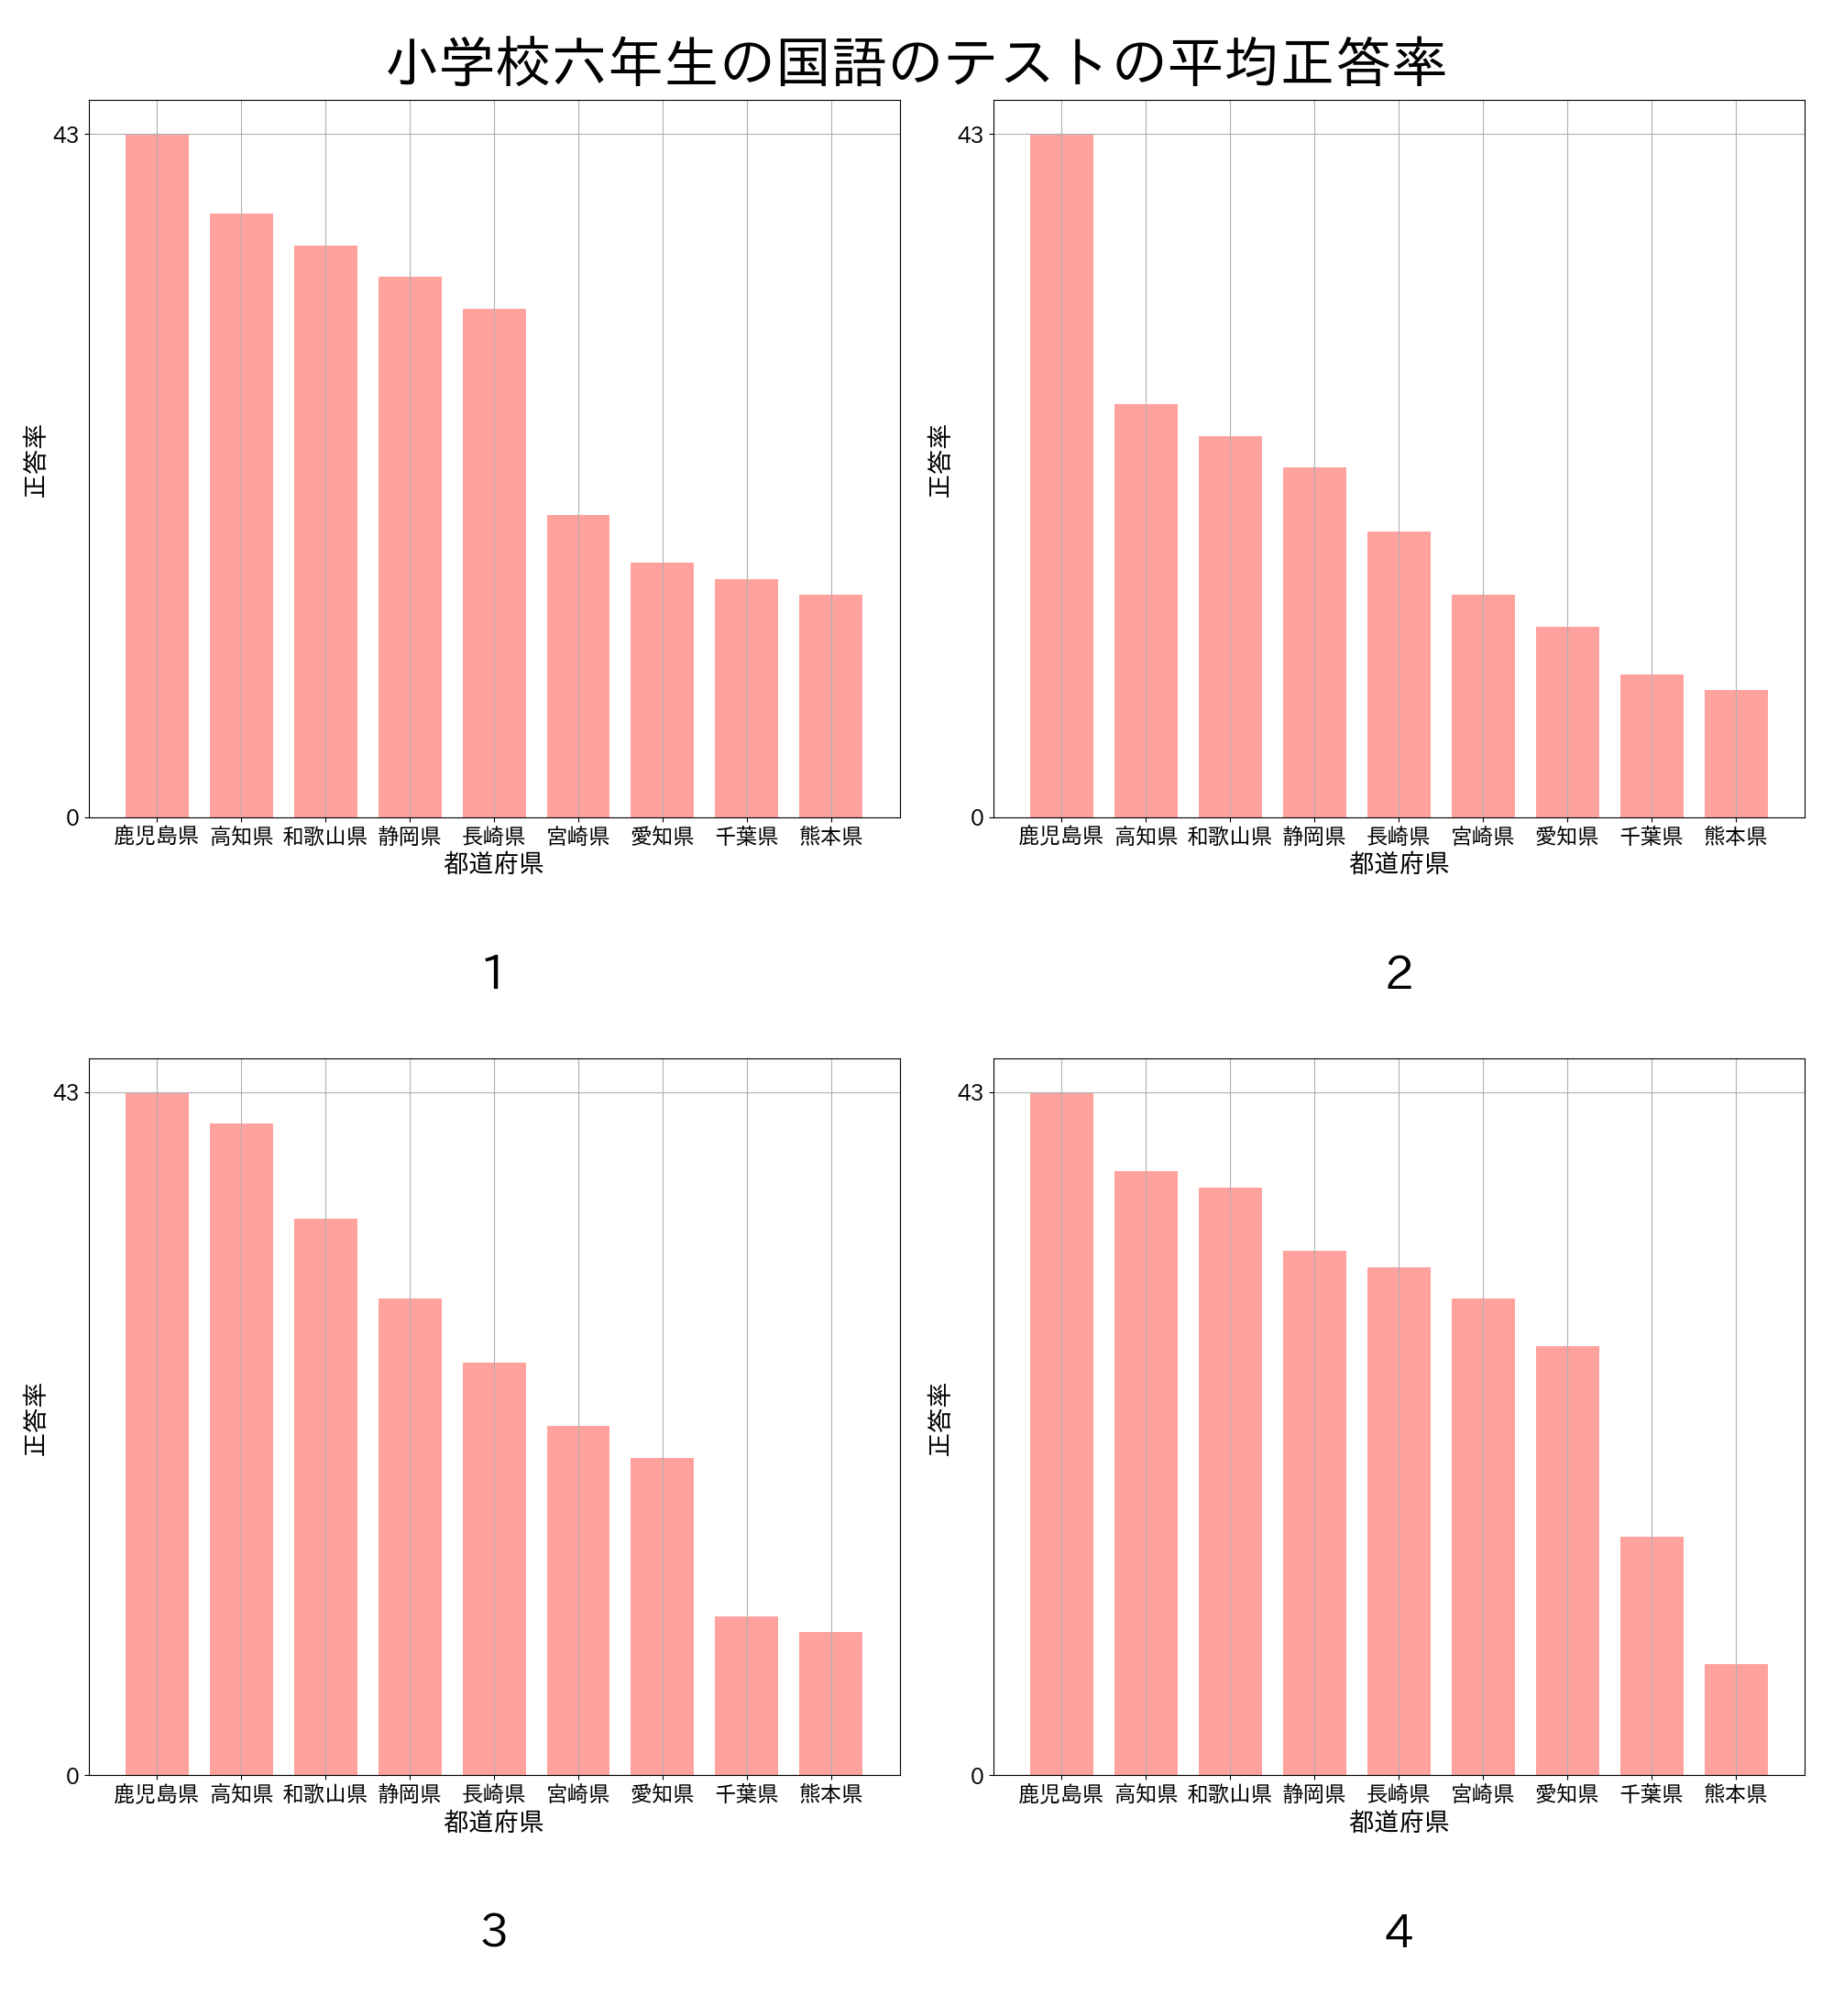 小学校六年生の国語のテストの平均正答率
43
0
正答率
鹿児島県 高知県 和歌山県 静岡県 長崎県 宮崎県 愛知県 千葉県 熊本県
都道府県
1
43
0
正答率
鹿児島県 高知県 和歌山県 静岡県 長崎県 宮崎県 愛知県 千葉県 熊本県
都道府県
2
43
0
正答率
鹿児島県 高知県 和歌山県 静岡県 長崎県 宮崎県 愛知県 千葉県 熊本県
都道府県
3
43
0
正答率
鹿児島県 高知県 和歌山県 静岡県 長崎県 宮崎県 愛知県 千葉県 熊本県
都道府県
4